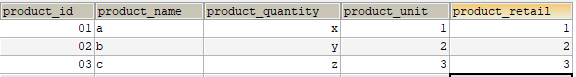 product_id product_name product_quantity product_unit product_retail
01 a x 1 1
02 b y 2 2
03 c z 3 3